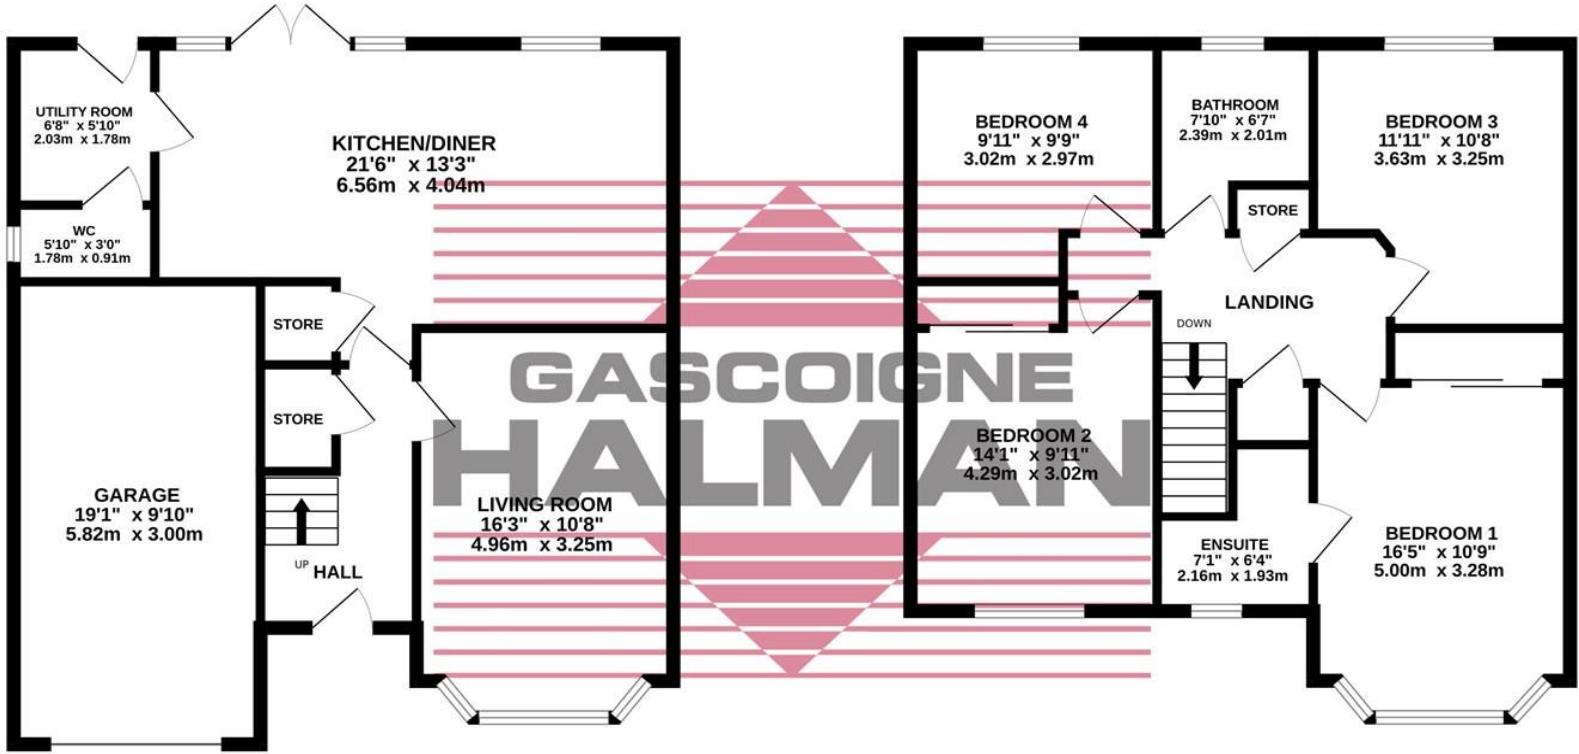 UTILITY ROOM
6'8" x 5'10"
2.03m x 1.78m
KITCHEN/DINER
21'6" x 13'3"
6.56m x 4.04m
WC
5'10" x 3'0"
1.78m x 0.91m
STORE
STORE
GARAGE
19'1" x 9'10"
5.82m x 3.00m
LIVING ROOM
16'3" x 10'8"
4.96m x 3.25m
UP
HALL
GASCOIGNE
HALMAN
BEDROOM 4
9'11" x 9'9"
3.02m x 2.97m
BATHROOM
7'10" x 6'7"
2.39m x 2.01m
BEDROOM 3
11'11" x 10'8"
3.63m x 3.25m
STORE
LANDING
DOWN
BEDROOM 2
14'1" x 9'11"
4.29m x 3.02m
ENSUITE
7'1" x 6'4"
2.16m x 1.93m
BEDROOM 1
16'5" x 10'9"
5.00m x 3.28m